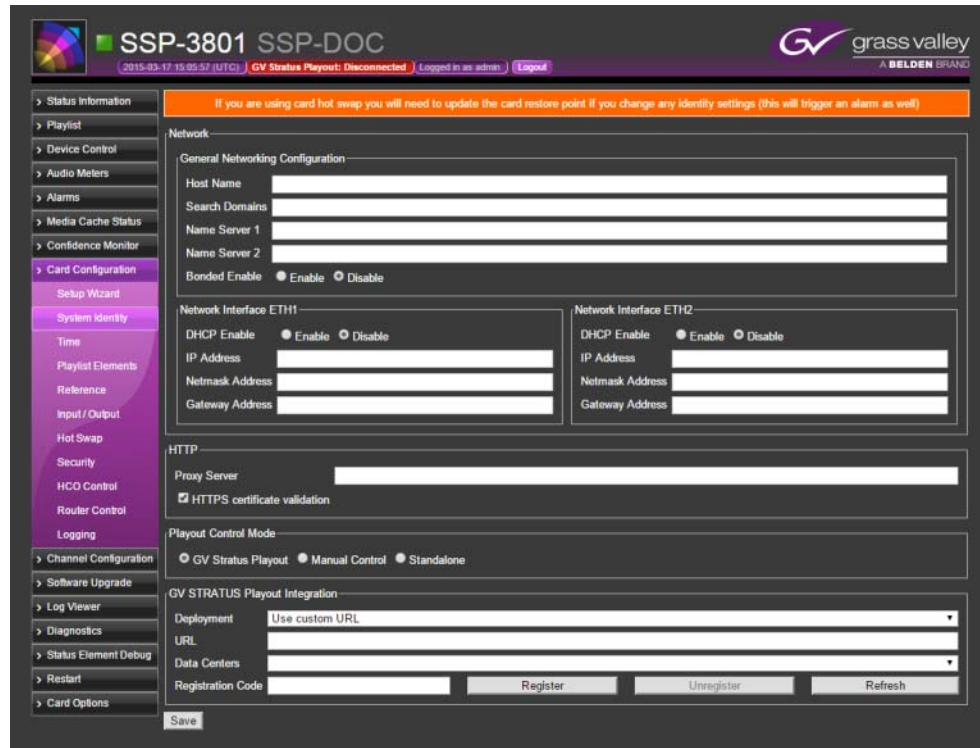 SSP-3801 SSP-DOC
2015-03-17 15:05:57 (UTC) GV Stratus Playout: Disconnected Logged in as admin Logout
GV grass valley
A BELDEN BRAND
Status Information
Playlist
Device Control
Audio Meters
Alarms
Media Cache Status
Confidence Monitor
Card Configuration
Setup Wizard
System Identity
Time
Playlist Elements
Reference
Input / Output
Hot Swap
Security
HCO Control
Router Control
Logging
Channel Configuration
Software Upgrade
Log Viewer
Diagnostics
Status Element Debug
Restart
Card Options
If you are using card hot swap you will need to update the card restore point if you change any identity settings (this will trigger an alarm as well)
Network
General Networking Configuration
Host Name
Search Domains
Name Server 1
Name Server 2
Bonded Enable Enable Disable
Network Interface ETH1
DHCP Enable Enable Disable
IP Address
Netmask Address
Gateway Address
Network Interface ETH2
DHCP Enable Enable Disable
IP Address
Netmask Address
Gateway Address
HTTP
Proxy Server
HTTPS certificate validation
Playout Control Mode
GV Stratus Playout Manual Control Standalone
GV STRATUS Playout Integration
Deployment Use custom URL
URL
Data Centers
Registration Code Register Unregister Refresh
Save